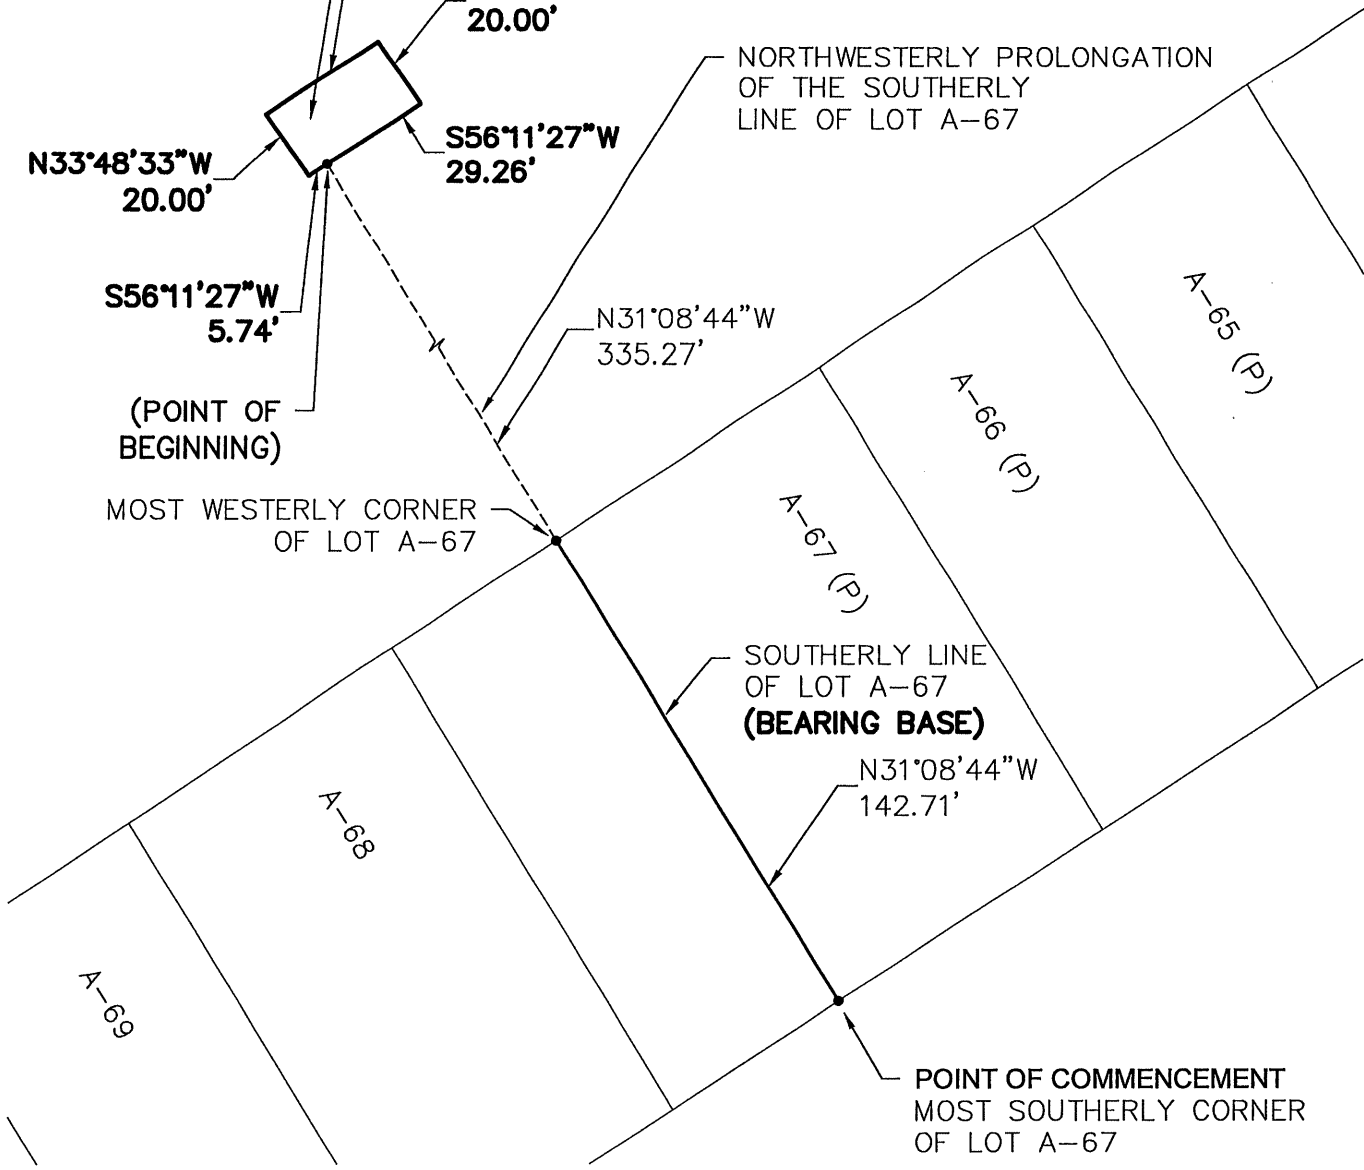 20.00'
NORTHWESTERLY PROLONGATION
OF THE SOUTHERLY
LINE OF LOT A-67
S56°11'27"W
29.26'
N33°48'33"W
20.00'
S56°11'27"W
5.74'
N31°08'44"W
335.27'
(POINT OF
BEGINNING)
A-65 (P)
A-66 (P)
MOST WESTERLY CORNER
OF LOT A-67
A-67 (P)
SOUTHERLY LINE
OF LOT A-67
(BEARING BASE)
N31°08'44"W
142.71'
A-68
A-69
POINT OF COMMENCEMENT
MOST SOUTHERLY CORNER
OF LOT A-67